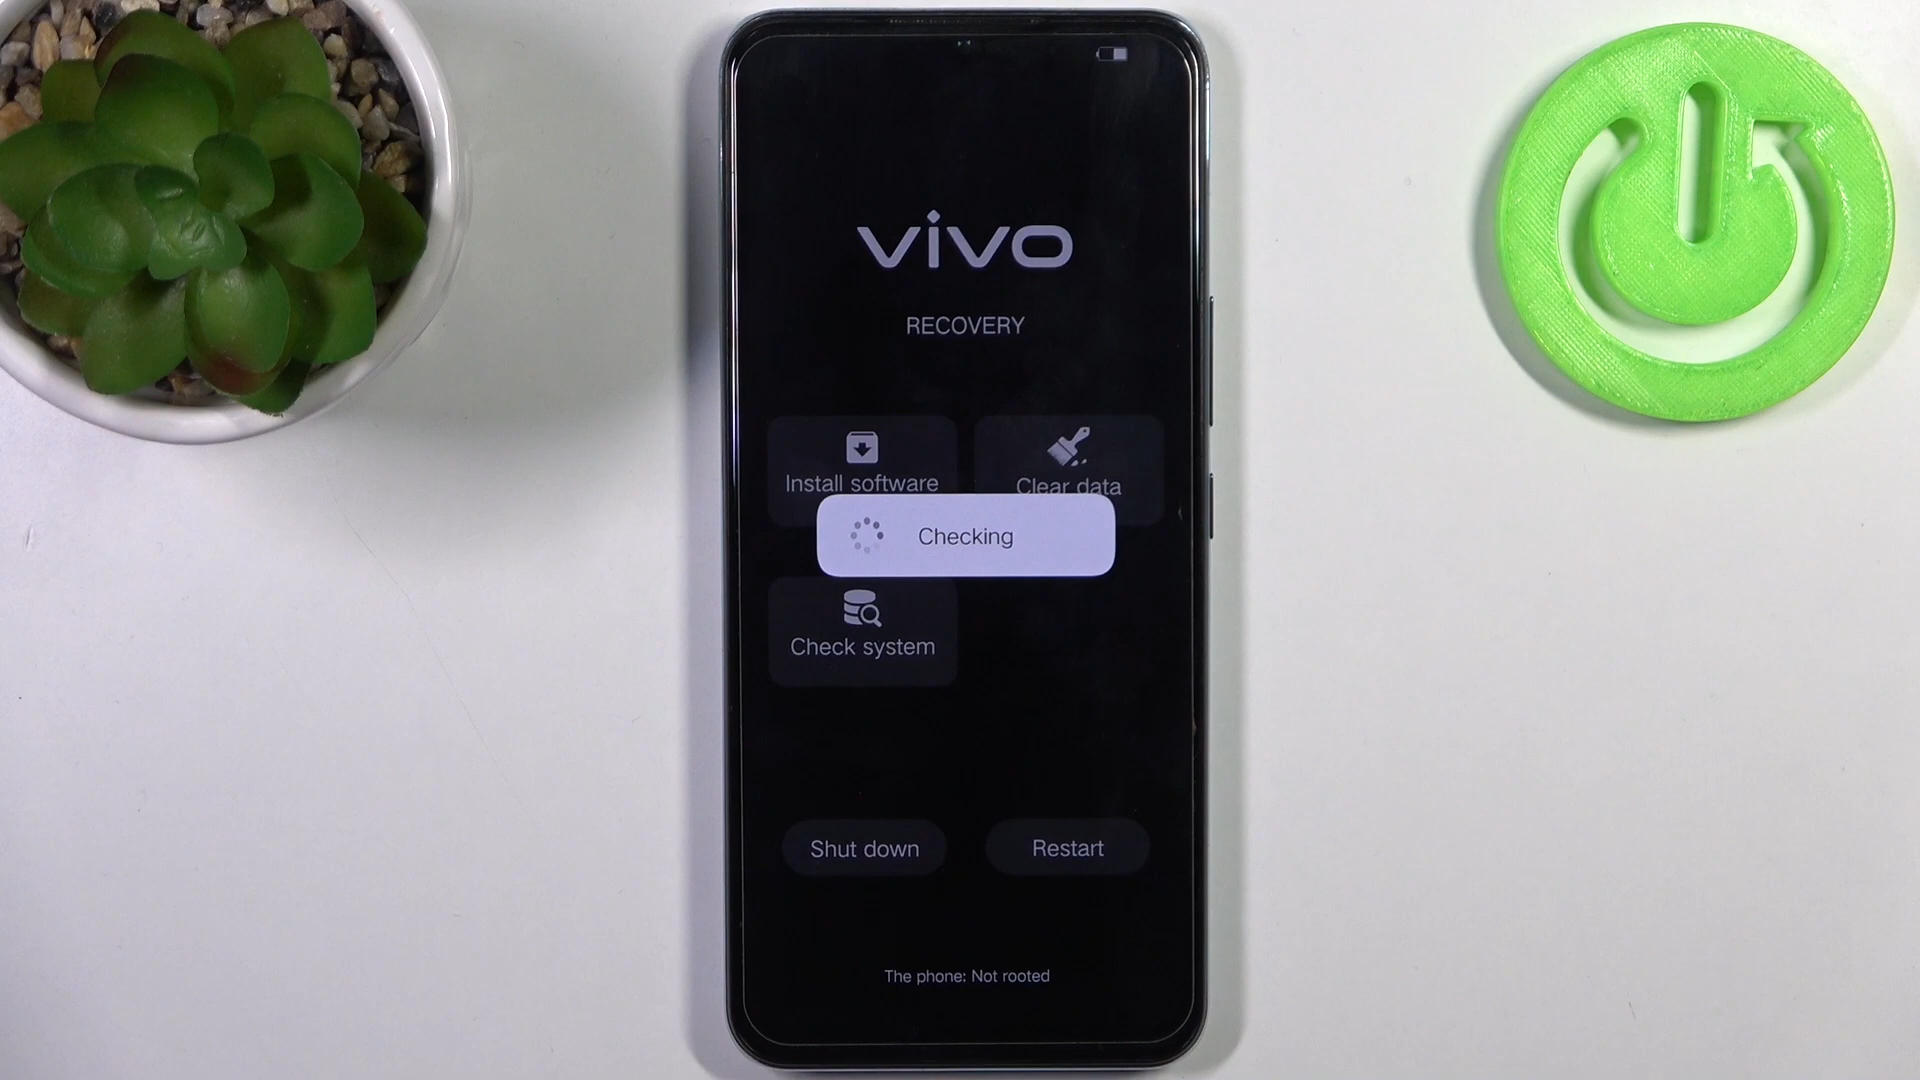 vivo
RECOVERY
Install software
Clear data
Checking
Check system
Shut down
Restart
The phone: Not rooted